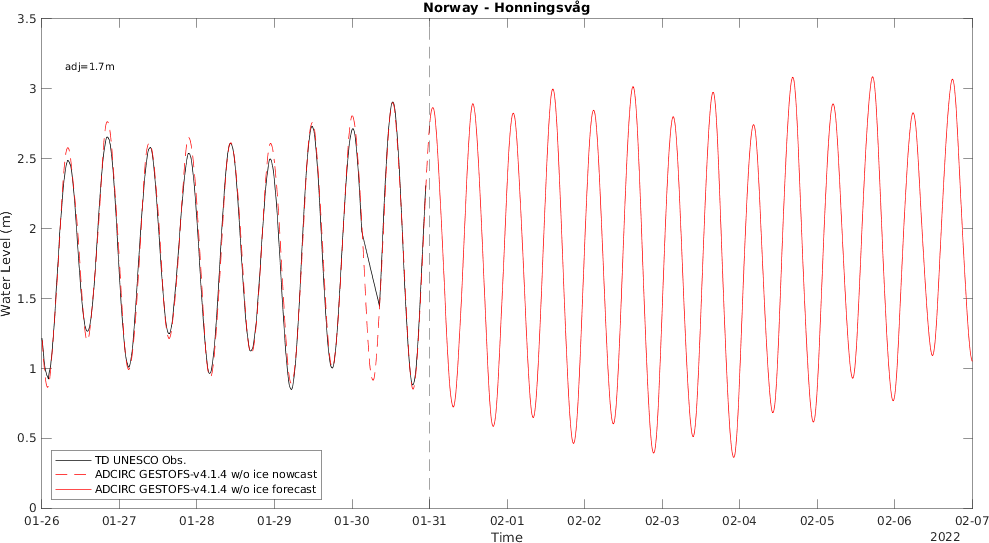 Norway - Honningsvåg
adj=1.7m
3.5
3
2.5
2
1.5
1
0.5
0
Water Level (m)
TD UNESCO Obs.
ADCIRC GESTOFS-v4.1.4 w/o ice nowcast
ADCIRC GESTOFS-v4.1.4 w/o ice forecast
01-26 01-27 01-28 01-29 01-30 01-31 02-01 02-02 02-03 02-04 02-05 02-06 02-07
Time
2022